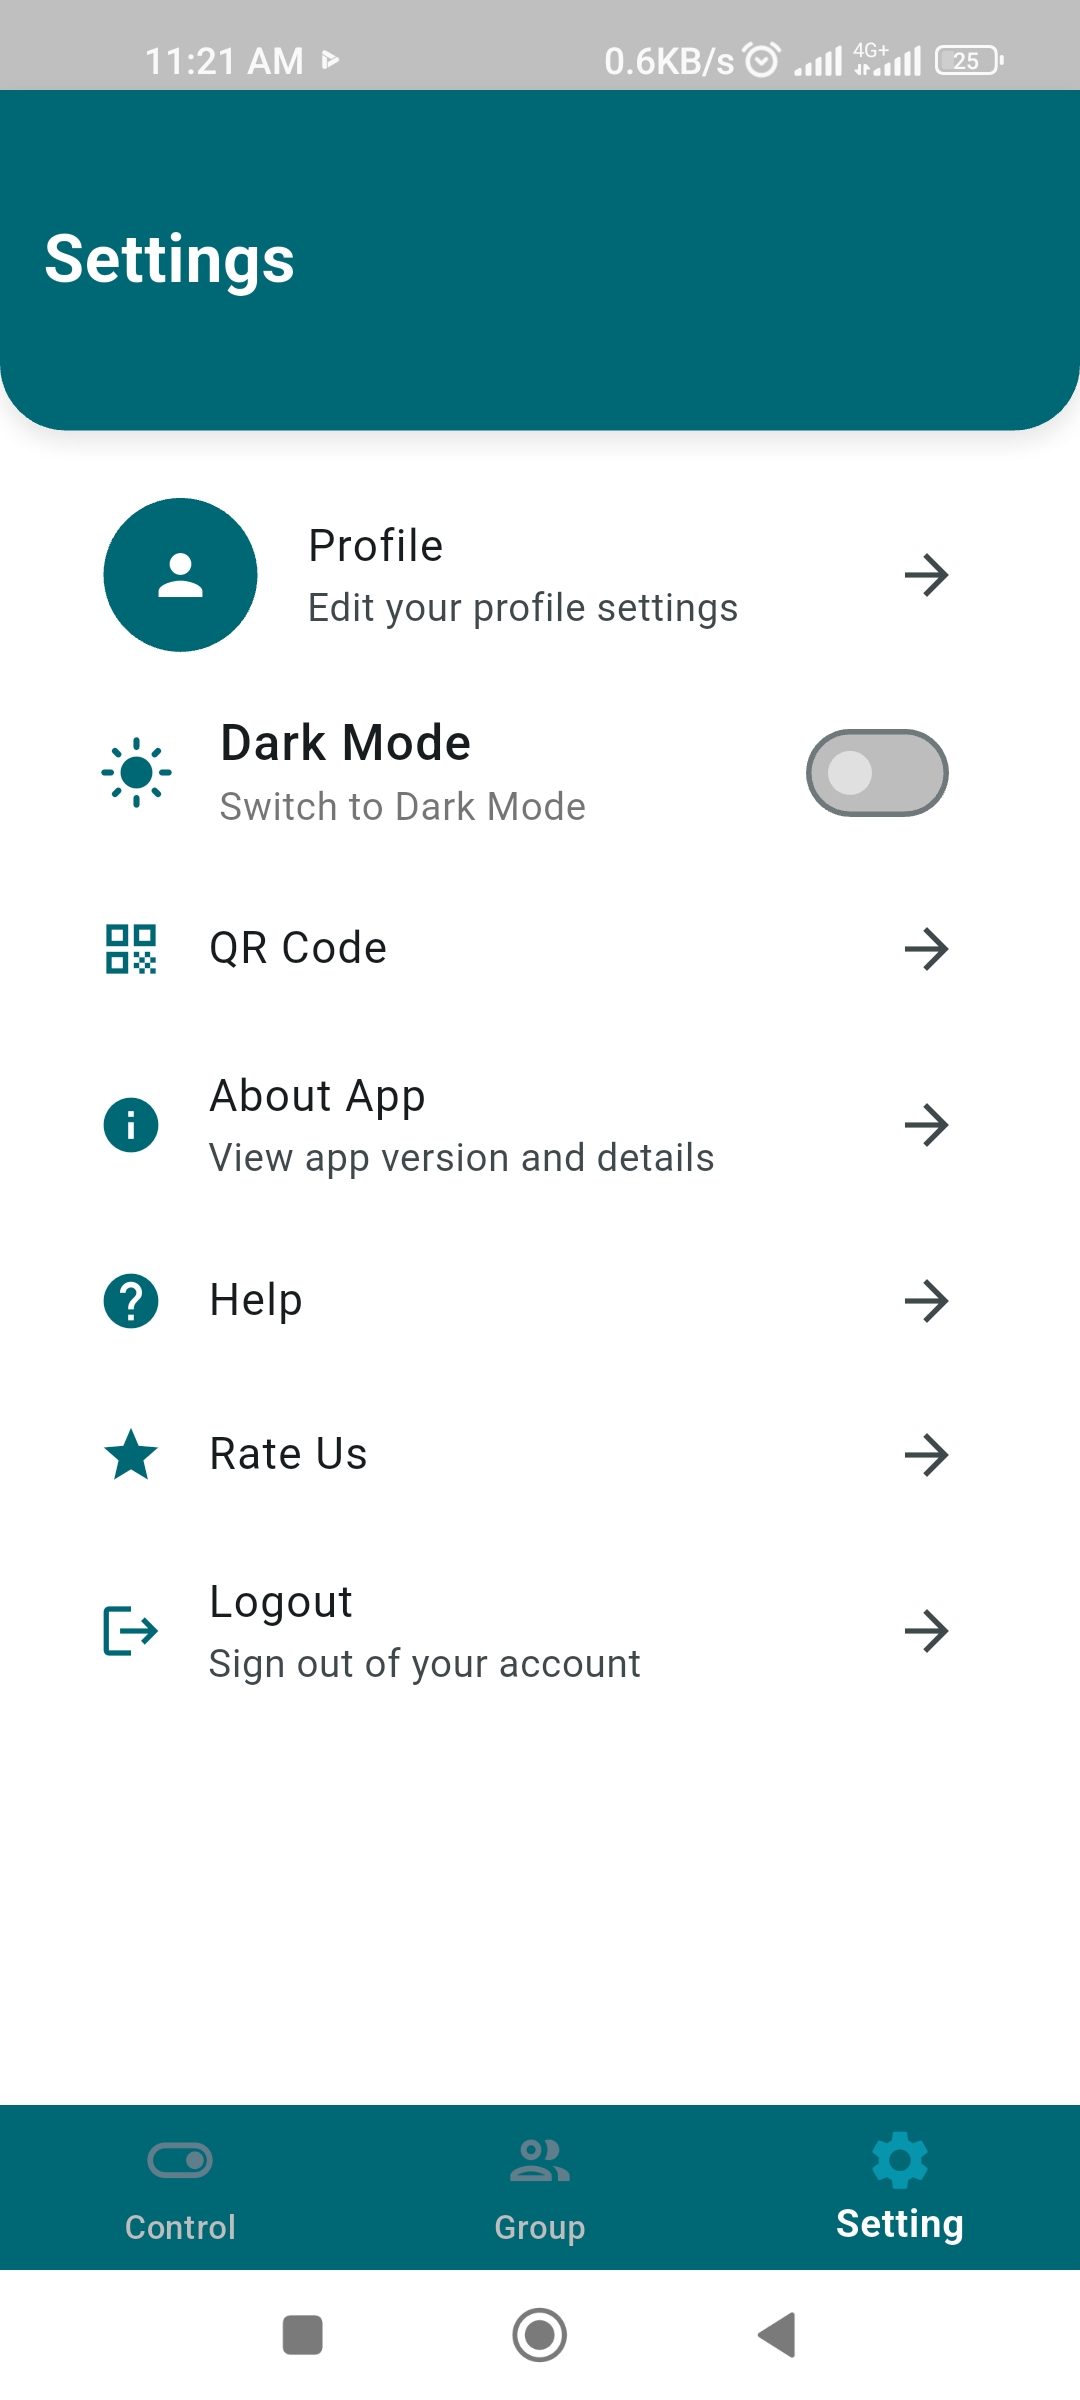 11:21 AM 0.6KB/s 4G+ 25
Settings
Profile
Edit your profile settings
Dark Mode
Switch to Dark Mode
QR Code
About App
View app version and details
Help
Rate Us
Logout
Sign out of your account
Control Group Setting